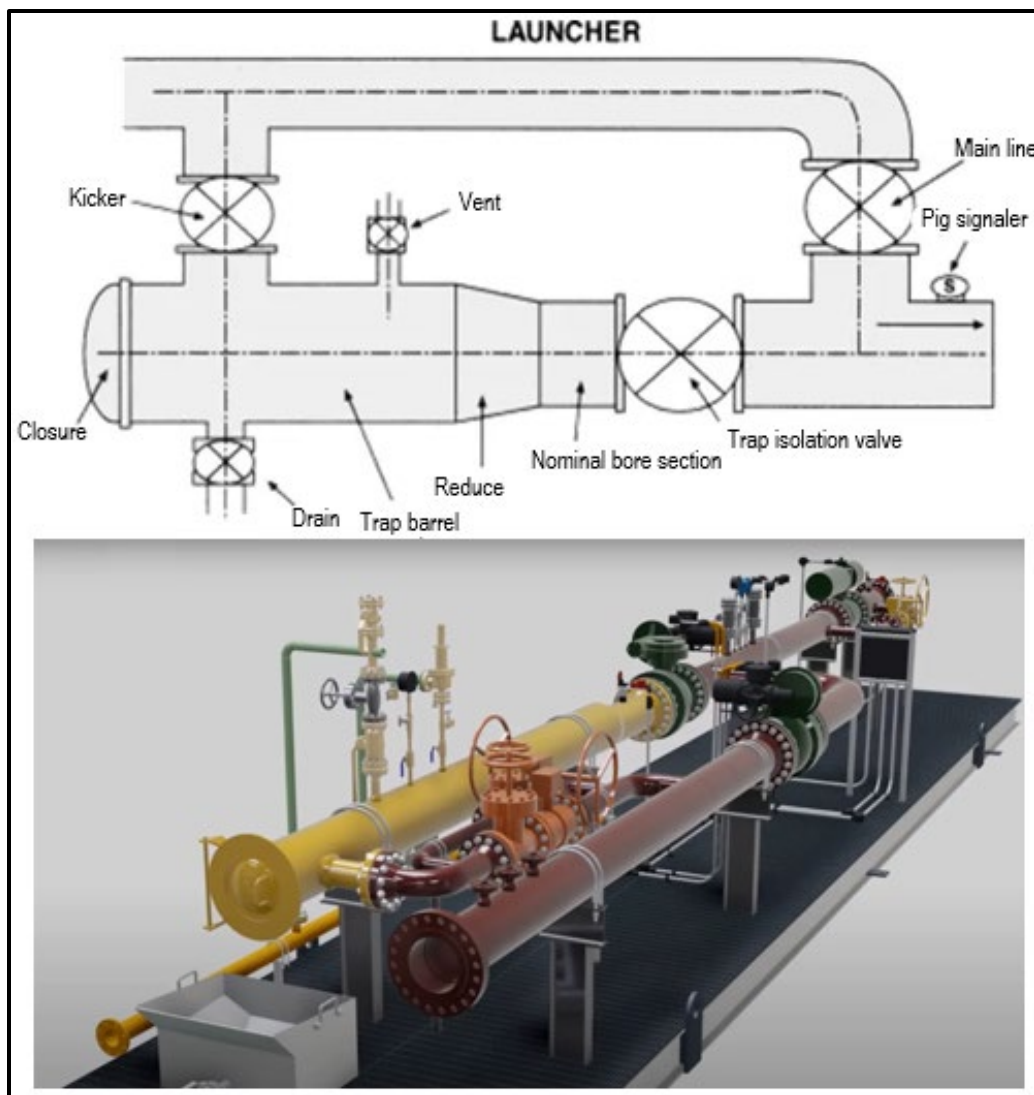 LAUNCHER
Main line
Kicker
Vent
Pig signaler
S
Closure
Trap isolation valve
Nominal bore section
Reduce
Drain
Trap barrel